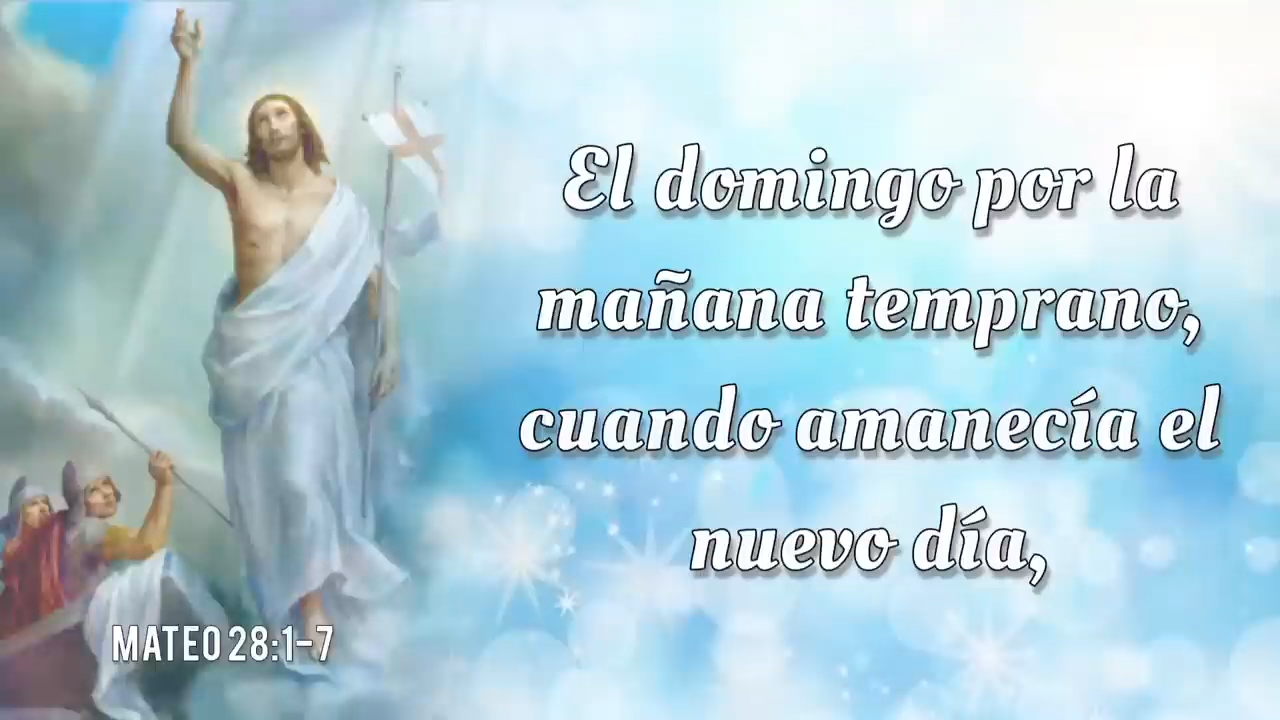 El domingo por la
mañana temprano,
cuando amanecía el
nuevo día,
MATEO 28:1-7